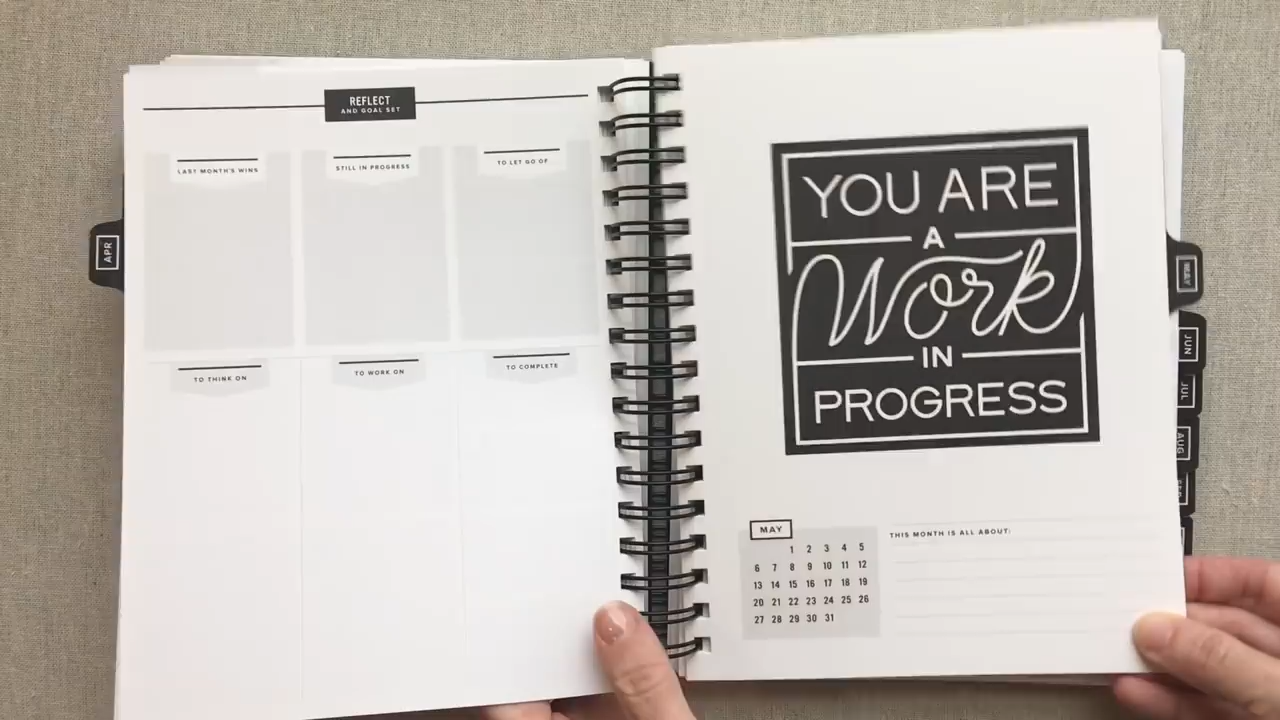 REFLECT
AND GOAL SET
LAST MONTH'S WINS
STILL IN PROGRESS
TO LET GO OF
TO THINK ON
TO WORK ON
TO COMPLETE
APR
YOU ARE
A
Work
IN
PROGRESS
MAY
1 2 3 4 5
6 7 8 9 10 11 12
13 14 15 16 17 18 19
20 21 22 23 24 25 26
27 28 29 30 31
THIS MONTH IS ALL ABOUT:
MAY
JUN
JUL
AUG
SEP